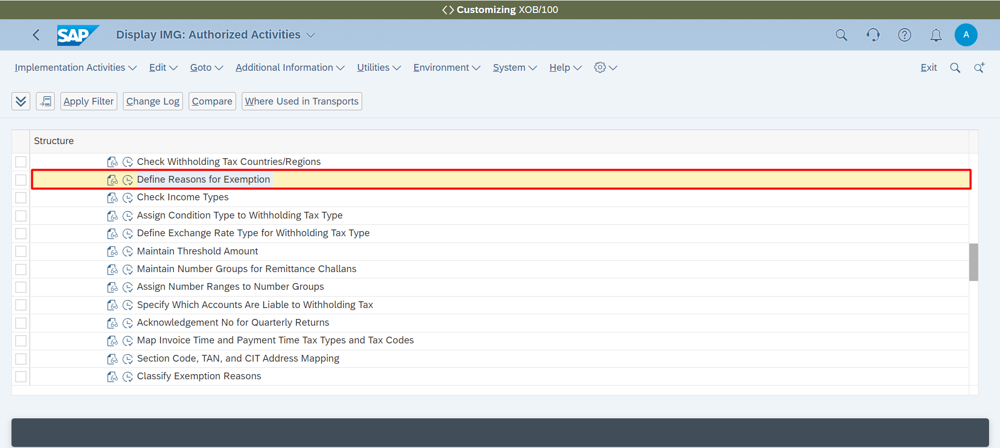 Customizing XOB/100
SAP Display IMG: Authorized Activities A
Implementation Activities Edit Goto Additional Information Utilities Environment System Help Exit
Apply Filter Change Log Compare Where Used in Transports
Structure
Check Withholding Tax Countries/Regions
Define Reasons for Exemption
Check Income Types
Assign Condition Type to Withholding Tax Type
Define Exchange Rate Type for Withholding Tax Type
Maintain Threshold Amount
Maintain Number Groups for Remittance Challans
Assign Number Ranges to Number Groups
Specify Which Accounts Are Liable to Withholding Tax
Acknowledgement No for Quarterly Returns
Map Invoice Time and Payment Time Tax Types and Tax Codes
Section Code, TAN, and CIT Address Mapping
Classify Exemption Reasons